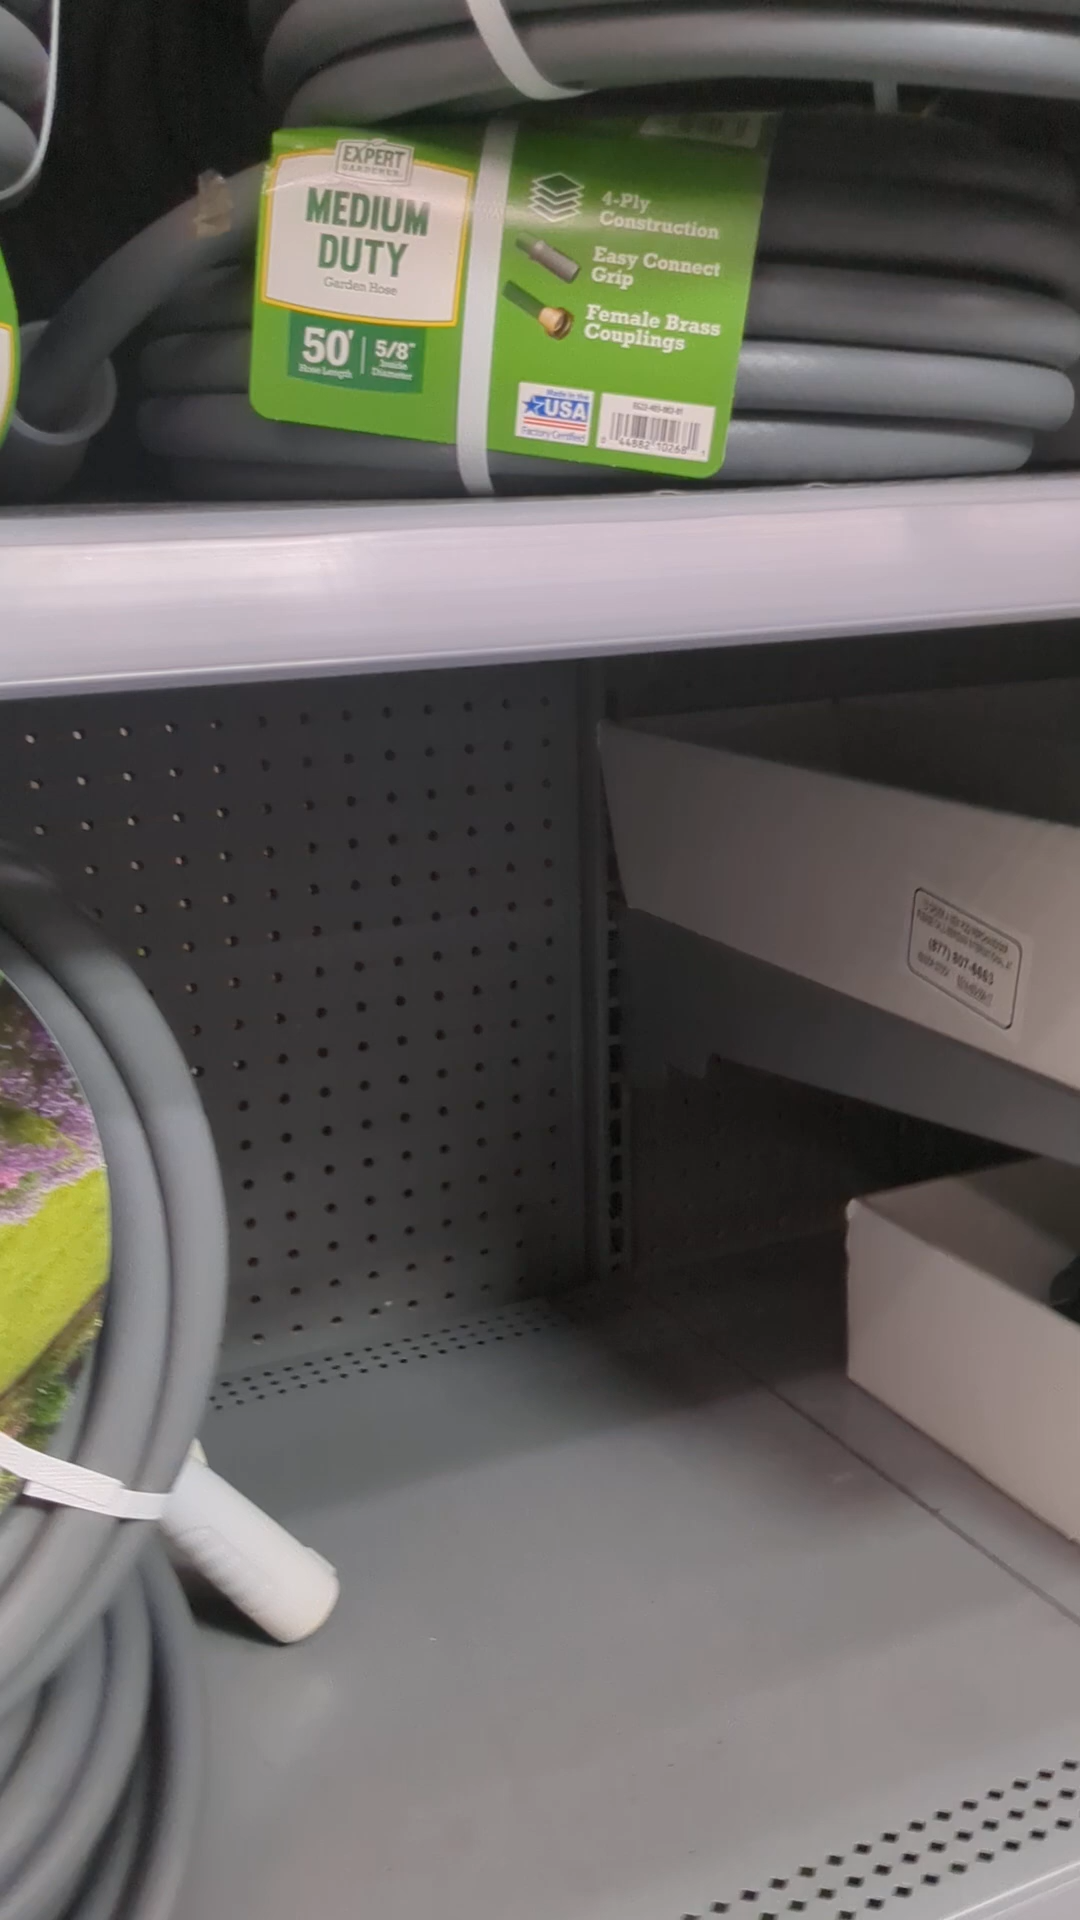 EXPERT
GARDENER
MEDIUM
DUTY
Garden Hose
50'
Hose Length
5/8"
Inside
Diameter
4-Ply
Construction
Easy Connect
Grip
Female Brass
Couplings
Made in the
USA
Factory Certified
(877) 807-6663